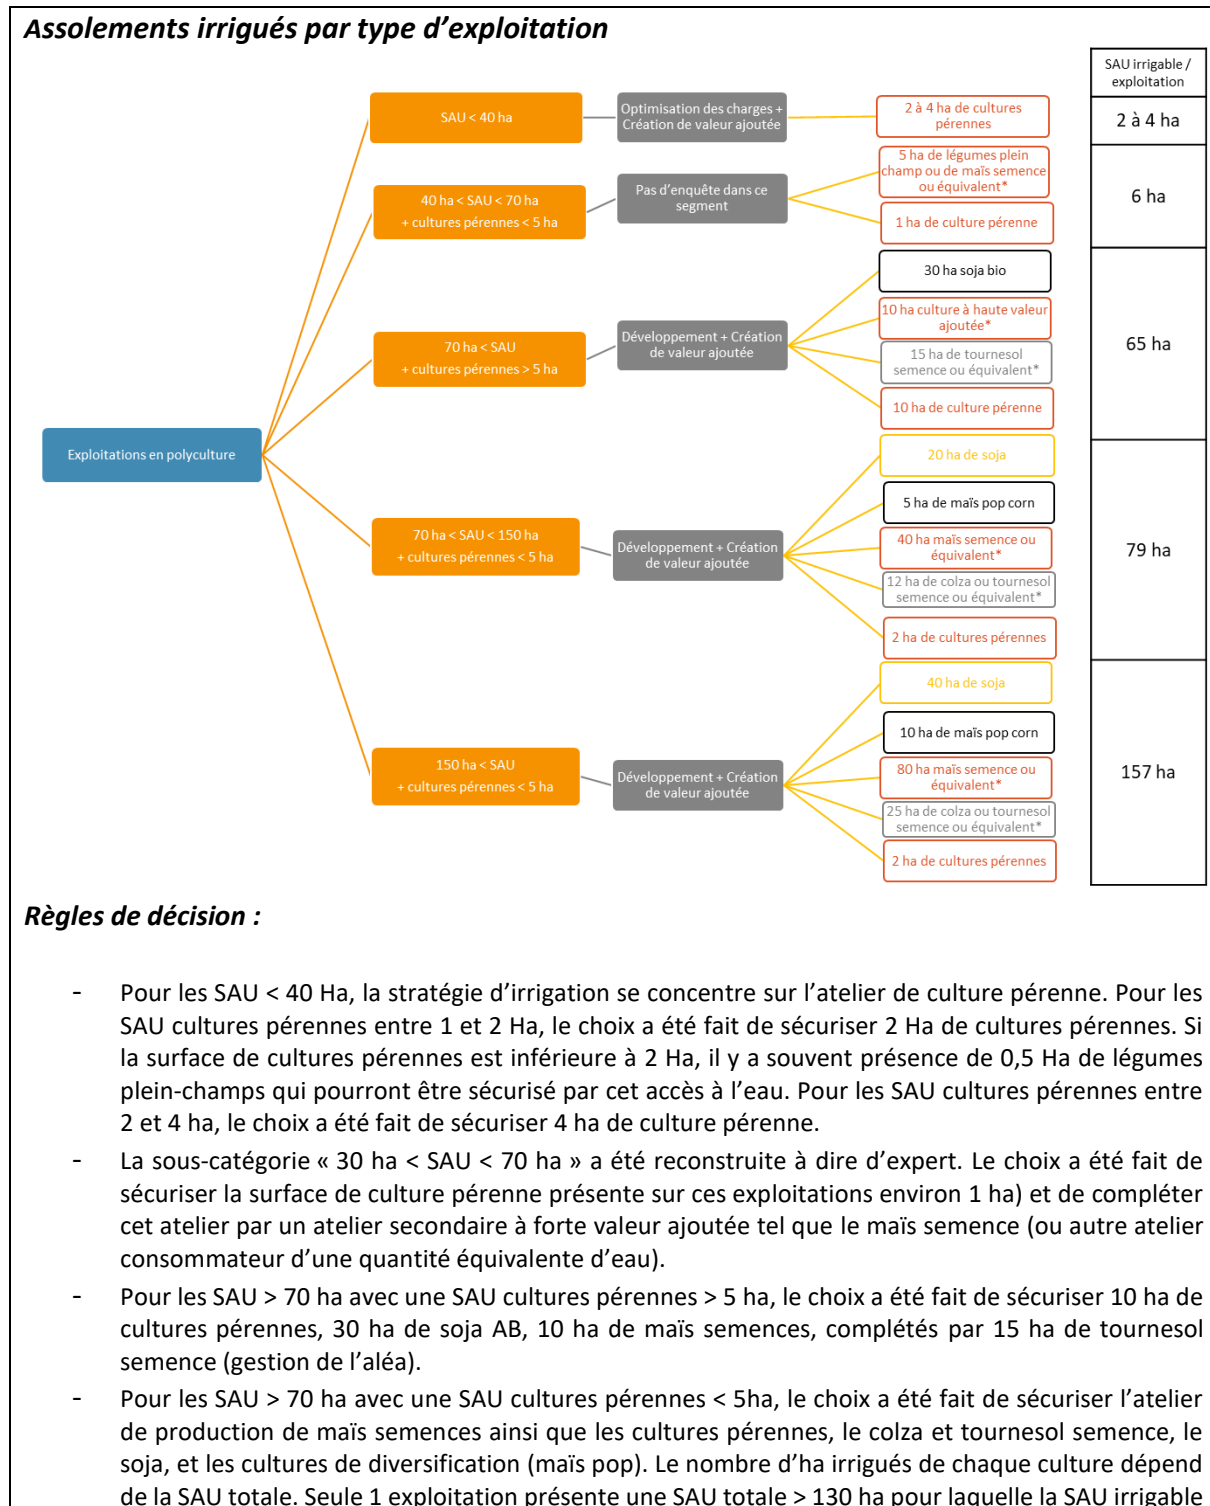 Assolements irrigués par type d'exploitation
SAU irrigable /
exploitation
SAU < 40 ha
Optimisation des charges +
Création de valeur ajoutée
2 à 4 ha de cultures
pérennes
2 à 4 ha
40 ha < SAU < 70 ha
+ cultures pérennes < 5 ha
Pas d'enquête dans ce
segment
5 ha de légumes plein
champ ou de maïs semence
ou équivalent*
1 ha de culture pérenne
6 ha
70 ha < SAU
+ cultures pérennes > 5 ha
Développement + Création
de valeur ajoutée
30 ha soja bio
10 ha culture à haute valeur
ajoutée*
15 ha de tournesol
semence ou équivalent*
10 ha de culture pérenne
65 ha
Exploitations en polyculture
70 ha < SAU < 150 ha
+ cultures pérennes < 5 ha
Développement + Création
de valeur ajoutée
20 ha de soja
5 ha de maïs pop corn
40 ha maïs semence ou
équivalent*
12 ha de colza ou tournesol
semence ou équivalent*
2 ha de cultures pérennes
79 ha
150 ha < SAU
+ cultures pérennes < 5 ha
Développement + Création
de valeur ajoutée
40 ha de soja
10 ha de maïs pop corn
80 ha maïs semence ou
équivalent*
25 ha de colza ou tournesol
semence ou équivalent*
2 ha de cultures pérennes
157 ha
Règles de décision :
- Pour les SAU < 40 Ha, la stratégie d'irrigation se concentre sur l'atelier de culture pérenne. Pour les
SAU cultures pérennes entre 1 et 2 Ha, le choix a été fait de sécuriser 2 Ha de cultures pérennes. Si
la surface de cultures pérennes est inférieure à 2 Ha, il y a souvent présence de 0,5 Ha de légumes
plein-champs qui pourront être sécurisé par cet accès à l'eau. Pour les SAU cultures pérennes entre
2 et 4 ha, le choix a été fait de sécuriser 4 ha de culture pérenne.
- La sous-catégorie « 30 ha < SAU < 70 ha » a été reconstruite à dire d'expert. Le choix a été fait de
sécuriser la surface de culture pérenne présente sur ces exploitations environ 1 ha) et de compléter
cet atelier par un atelier secondaire à forte valeur ajoutée tel que le maïs semence (ou autre atelier
consommateur d'une quantité équivalente d'eau).
- Pour les SAU > 70 ha avec une SAU cultures pérennes > 5 ha, le choix a été fait de sécuriser 10 ha de
cultures pérennes, 30 ha de soja AB, 10 ha de maïs semences, complétés par 15 ha de tournesol
semence (gestion de l'aléa).
- Pour les SAU > 70 ha avec une SAU cultures pérennes < 5ha, le choix a été fait de sécuriser l'atelier
de production de maïs semences ainsi que les cultures pérennes, le colza et tournesol semence, le
soja, et les cultures de diversification (maïs pop). Le nombre d'ha irrigués de chaque culture dépend
de la SAU totale. Seule 1 exploitation présente une SAU totale > 130 ha pour laquelle la SAU irrigable